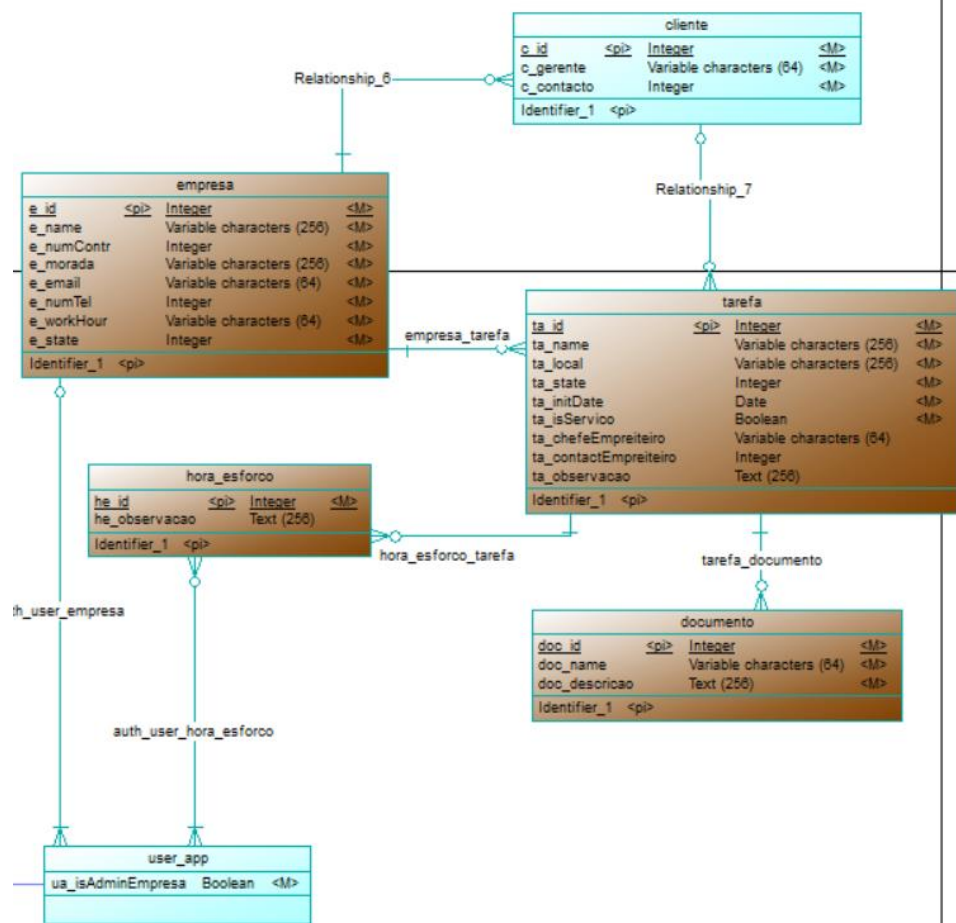 cliente
c_id <pi> Integer <M>
c_gerente Variable characters (64) <M>
c_contacto Integer <M>
Identifier_1 <pi>
Relationship_6
Relationship_7
empresa
e_id <pi> Integer <M>
e_name Variable characters (256) <M>
e_numContr Integer <M>
e_morada Variable characters (256) <M>
e_email Variable characters (64) <M>
e_numTel Integer <M>
e_workHour Variable characters (64) <M>
e_state Integer <M>
Identifier_1 <pi>
empresa_tarefa
tarefa
ta_id <pi> Integer <M>
ta_name Variable characters (256) <M>
ta_local Variable characters (256) <M>
ta_state Integer <M>
ta_initDate Date <M>
ta_isServico Boolean <M>
ta_chefeEmpreiteiro Variable characters (64)
ta_contactEmpreiteiro Integer
ta_observacao Text (256)
Identifier_1 <pi>
hora_esforco
he_id <pi> Integer <M>
he_observacao Text (256)
Identifier_1 <pi>
hora_esforco_tarefa
tarefa_documento
th_user_empresa
documento
doc_id <pi> Integer <M>
doc_name Variable characters (64) <M>
doc_descricao Text (256) <M>
Identifier_1 <pi>
auth_user_hora_esforco
user_app
ua_isAdminEmpresa Boolean <M>